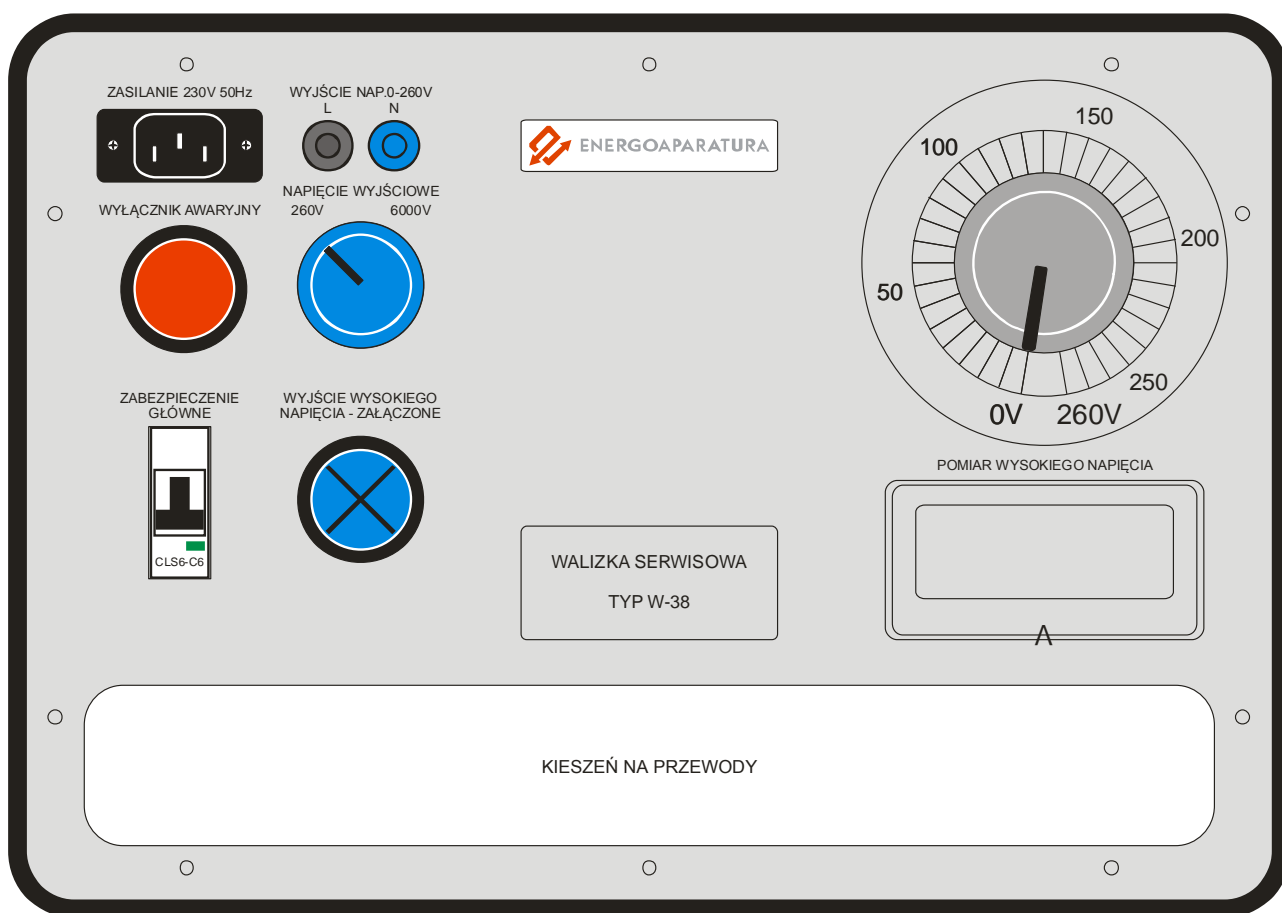 ZASILANIE 230V 50Hz
WYJŚCIE NAP.0-260V
L N
ENERGOAPARATURA
WYŁĄCZNIK AWARYJNY
NAPIĘCIE WYJŚCIOWE
260V 6000V
ZABEZPIECZENIE
GŁÓWNE
CLS6-C6
WYJŚCIE WYSOKIEGO
NAPIĘCIA - ZAŁĄCZONE
0V
50
100
150
200
250
260V
POMIAR WYSOKIEGO NAPIĘCIA
A
WALIZKA SERWISOWA
TYP W-38
KIESZEŃ NA PRZEWODY